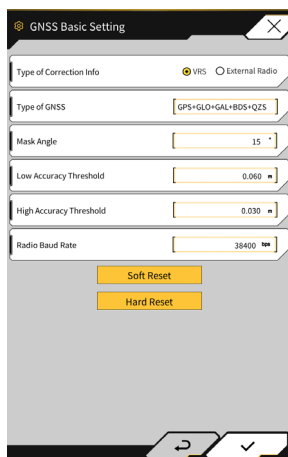 GNSS Basic Setting
Type of Correction Info VRS External Radio
Type of GNSS GPS+GLO+GAL+BDS+QZS
Mask Angle 15 °
Low Accuracy Threshold 0.060 m
High Accuracy Threshold 0.030 m
Radio Baud Rate 38400 bps
Soft Reset
Hard Reset